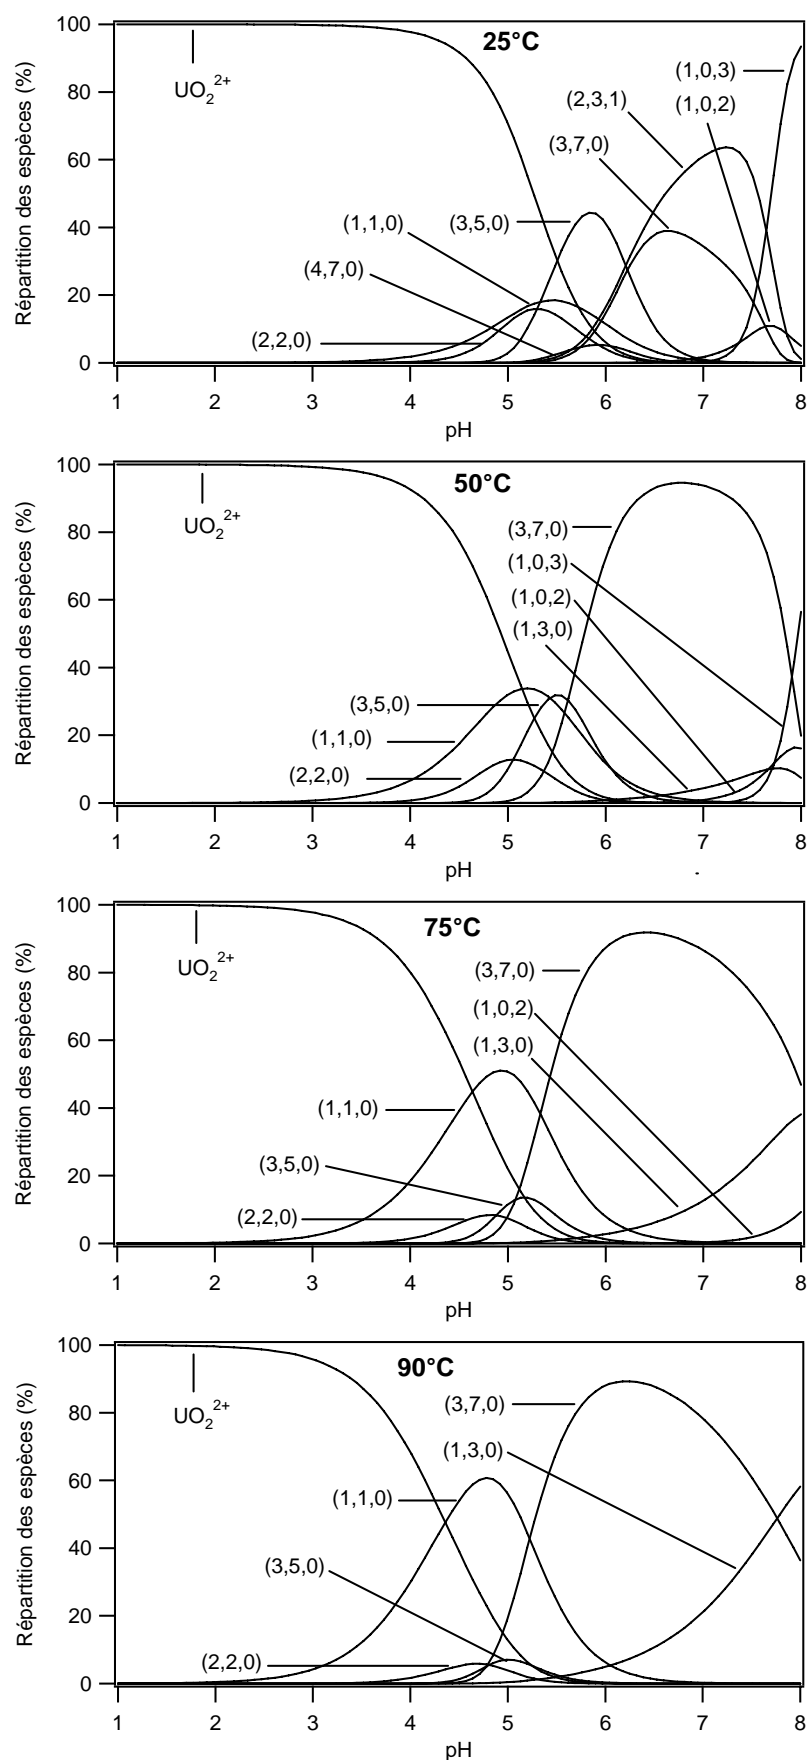 Répartition des espèces (%)
100
80
60
40
20
0
25°C
UO₂²⁺
(1,0,3)
(2,3,1)
(1,0,2)
(3,7,0)
(1,1,0)
(3,5,0)
(4,7,0)
(2,2,0)
1 2 3 4 5 6 7 8
pH
Répartition des espèces (%)
100
80
60
40
20
0
50°C
UO₂²⁺
(3,7,0)
(1,0,3)
(1,0,2)
(1,3,0)
(3,5,0)
(1,1,0)
(2,2,0)
1 2 3 4 5 6 7 8
pH
Répartition des espèces (%)
100
80
60
40
20
0
75°C
UO₂²⁺
(3,7,0)
(1,0,2)
(1,3,0)
(1,1,0)
(3,5,0)
(2,2,0)
1 2 3 4 5 6 7 8
pH
Répartition des espèces (%)
100
80
60
40
20
0
90°C
UO₂²⁺
(3,7,0)
(1,3,0)
(1,1,0)
(3,5,0)
(2,2,0)
1 2 3 4 5 6 7 8
pH